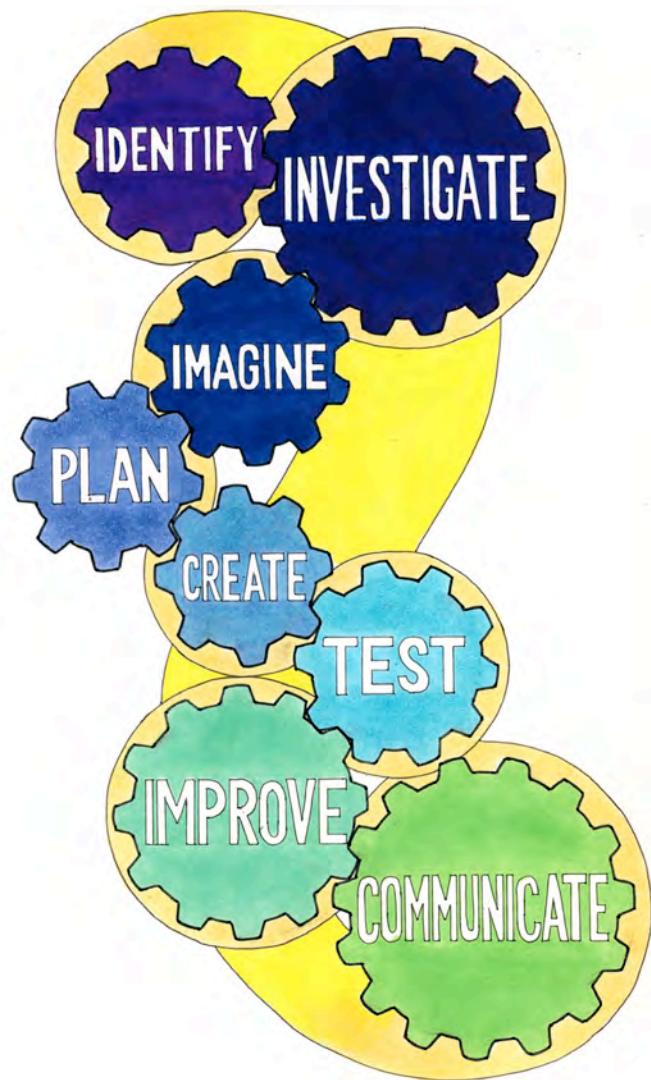 IDENTIFY
INVESTIGATE
IMAGINE
PLAN
CREATE
TEST
IMPROVE
COMMUNICATE